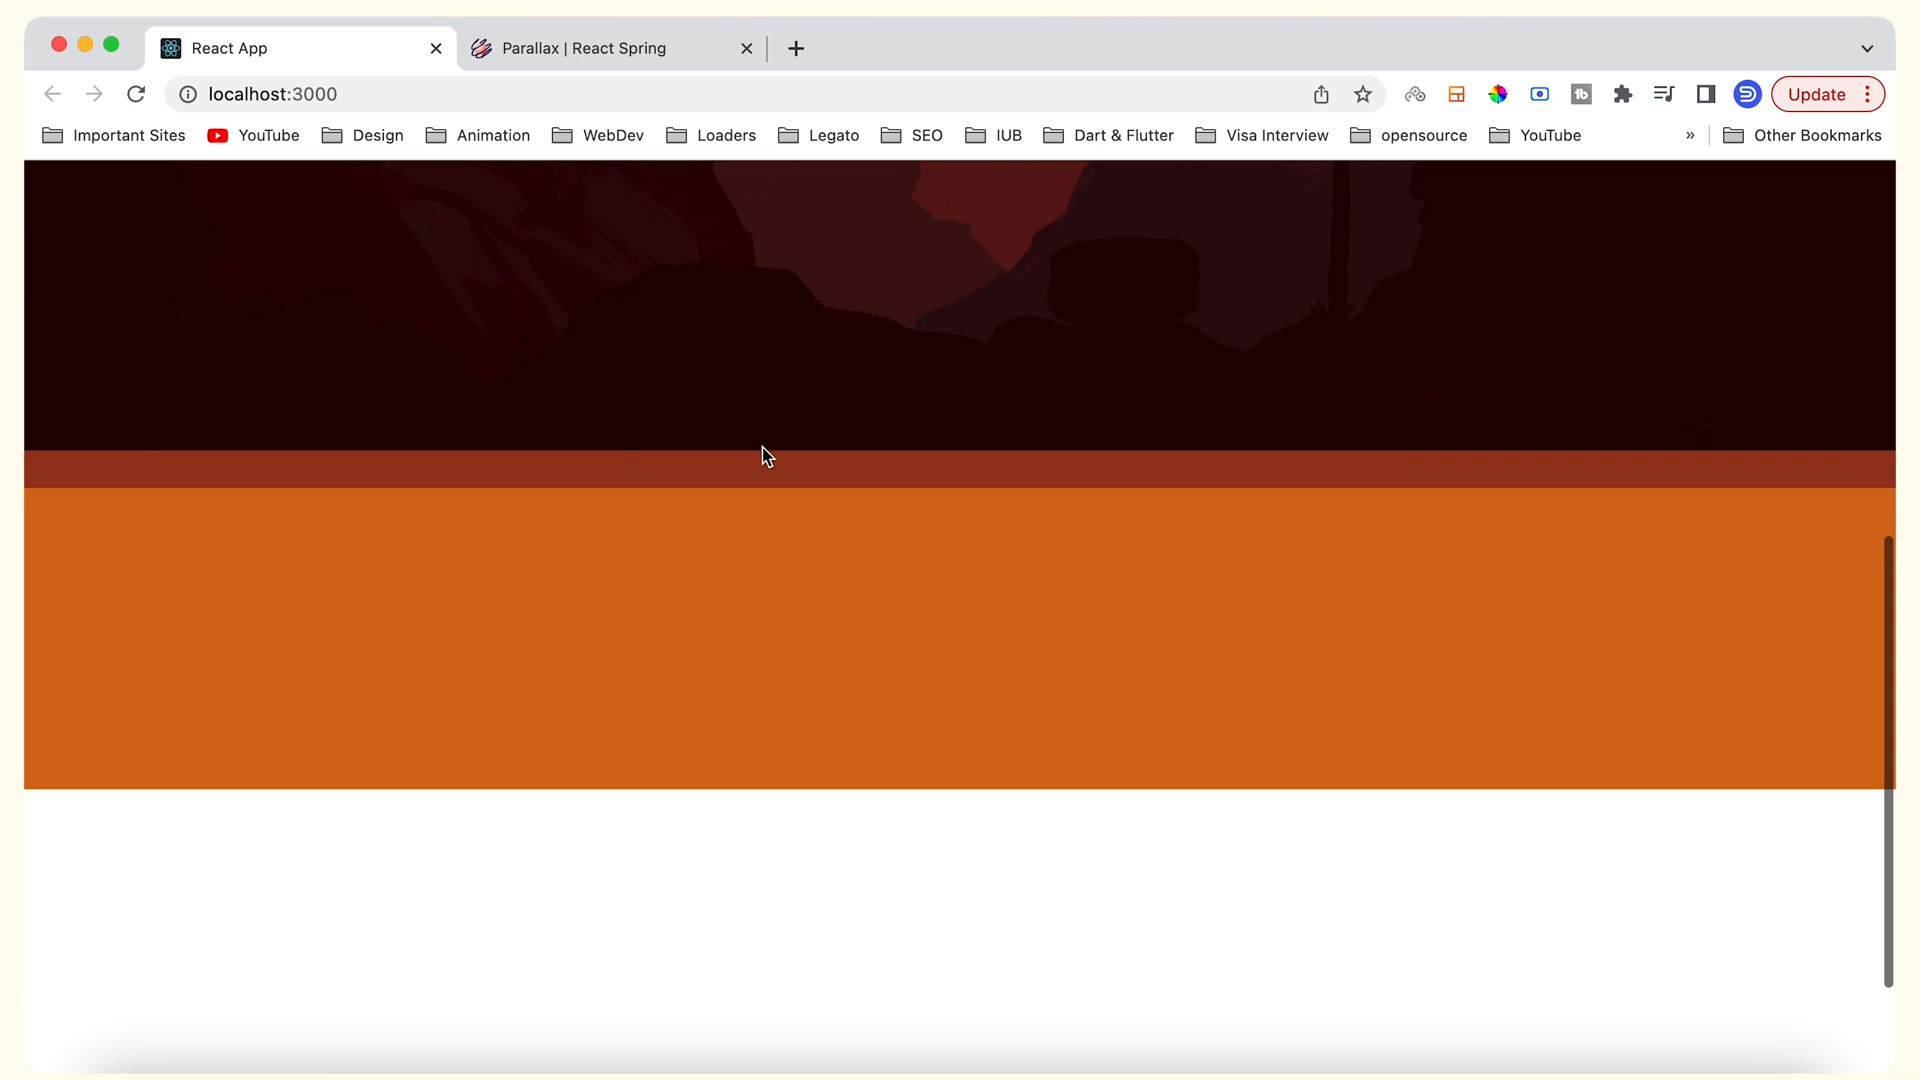 React App
Parallax | React Spring
localhost:3000
tb
Update
Important Sites
YouTube
Design
Animation
WebDev
Loaders
Legato
SEO
IUB
Dart & Flutter
Visa Interview
opensource
YouTube
»
Other Bookmarks